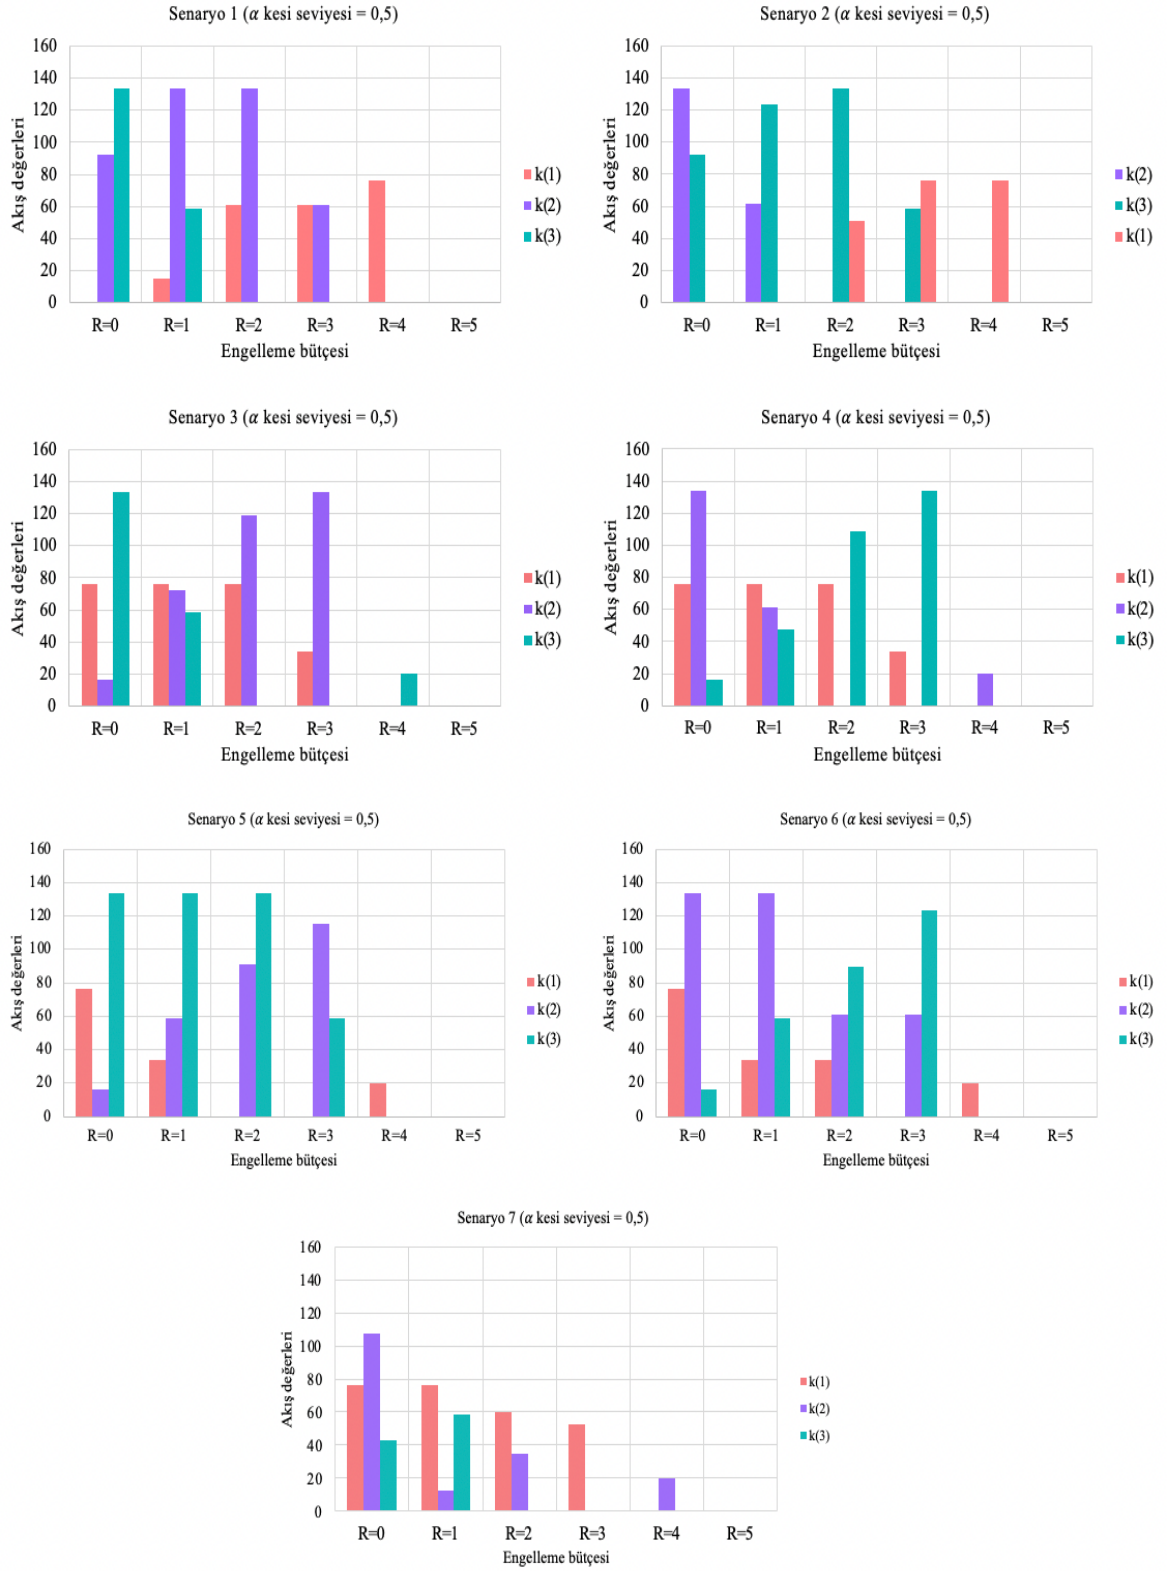 Senaryo 1 (α kesi seviyesi = 0,5)
160
140
120
100
80
60
40
20
0
Akış değerleri
R=0 R=1 R=2 R=3 R=4 R=5
Engelleme bütçesi
k(1)
k(2)
k(3)
Senaryo 2 (α kesi seviyesi = 0,5)
160
140
120
100
80
60
40
20
0
Akış değerleri
R=0 R=1 R=2 R=3 R=4 R=5
Engelleme bütçesi
k(2)
k(3)
k(1)
Senaryo 3 (α kesi seviyesi = 0,5)
160
140
120
100
80
60
40
20
0
Akış değerleri
R=0 R=1 R=2 R=3 R=4 R=5
Engelleme bütçesi
k(1)
k(2)
k(3)
Senaryo 4 (α kesi seviyesi = 0,5)
160
140
120
100
80
60
40
20
0
Akış değerleri
R=0 R=1 R=2 R=3 R=4 R=5
Engelleme bütçesi
k(1)
k(2)
k(3)
Senaryo 5 (α kesi seviyesi = 0,5)
160
140
120
100
80
60
40
20
0
Akış değerleri
R=0 R=1 R=2 R=3 R=4 R=5
Engelleme bütçesi
k(1)
k(2)
k(3)
Senaryo 6 (α kesi seviyesi = 0,5)
160
140
120
100
80
60
40
20
0
Akış değerleri
R=0 R=1 R=2 R=3 R=4 R=5
Engelleme bütçesi
k(1)
k(2)
k(3)
Senaryo 7 (α kesi seviyesi = 0,5)
160
140
120
100
80
60
40
20
0
Akış değerleri
R=0 R=1 R=2 R=3 R=4 R=5
Engelleme bütçesi
k(1)
k(2)
k(3)